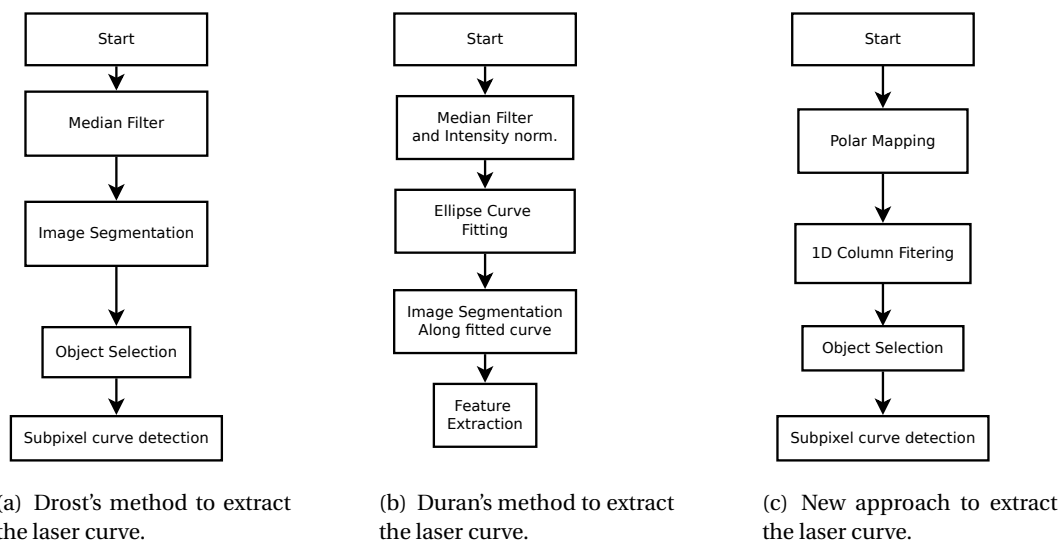 Start
Median Filter
Image Segmentation
Object Selection
Subpixel curve detection
(a) Drost's method to extract
the laser curve.
Start
Median Filter
and Intensity norm.
Ellipse Curve
Fitting
Image Segmentation
Along fitted curve
Feature
Extraction
(b) Duran's method to extract
the laser curve.
Start
Polar Mapping
1D Column Fitering
Object Selection
Subpixel curve detection
(c) New approach to extract
the laser curve.